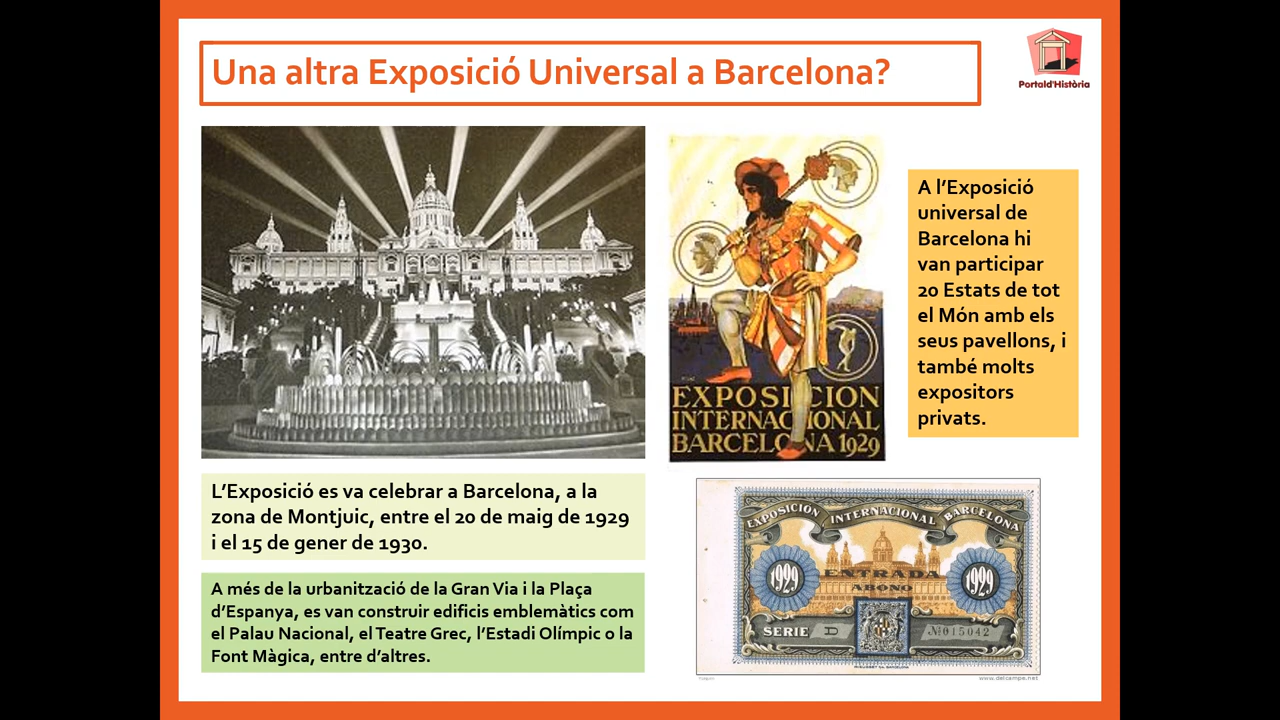 Una altra Exposició Universal a Barcelona?
Portald'Història
EXPOSICION
INTERNACIONAL
BARCELONA 1929
A l'Exposició
universal de
Barcelona hi
van participar
20 Estats de tot
el Món amb els
seus pavellons, i
també molts
expositors
privats.
L'Exposició es va celebrar a Barcelona, a la
zona de Montjuic, entre el 20 de maig de 1929
i el 15 de gener de 1930.
A més de la urbanització de la Gran Via i la Plaça
d'Espanya, es van construir edificis emblemàtics com
el Palau Nacional, el Teatre Grec, l'Estadi Olímpic o la
Font Màgica, entre d'altres.
EXPOSICIÓN INTERNACIONAL BARCELONA
1929 ENTRADA 1929
ABONO
SERIE D Nº015042
www.delcampe.net